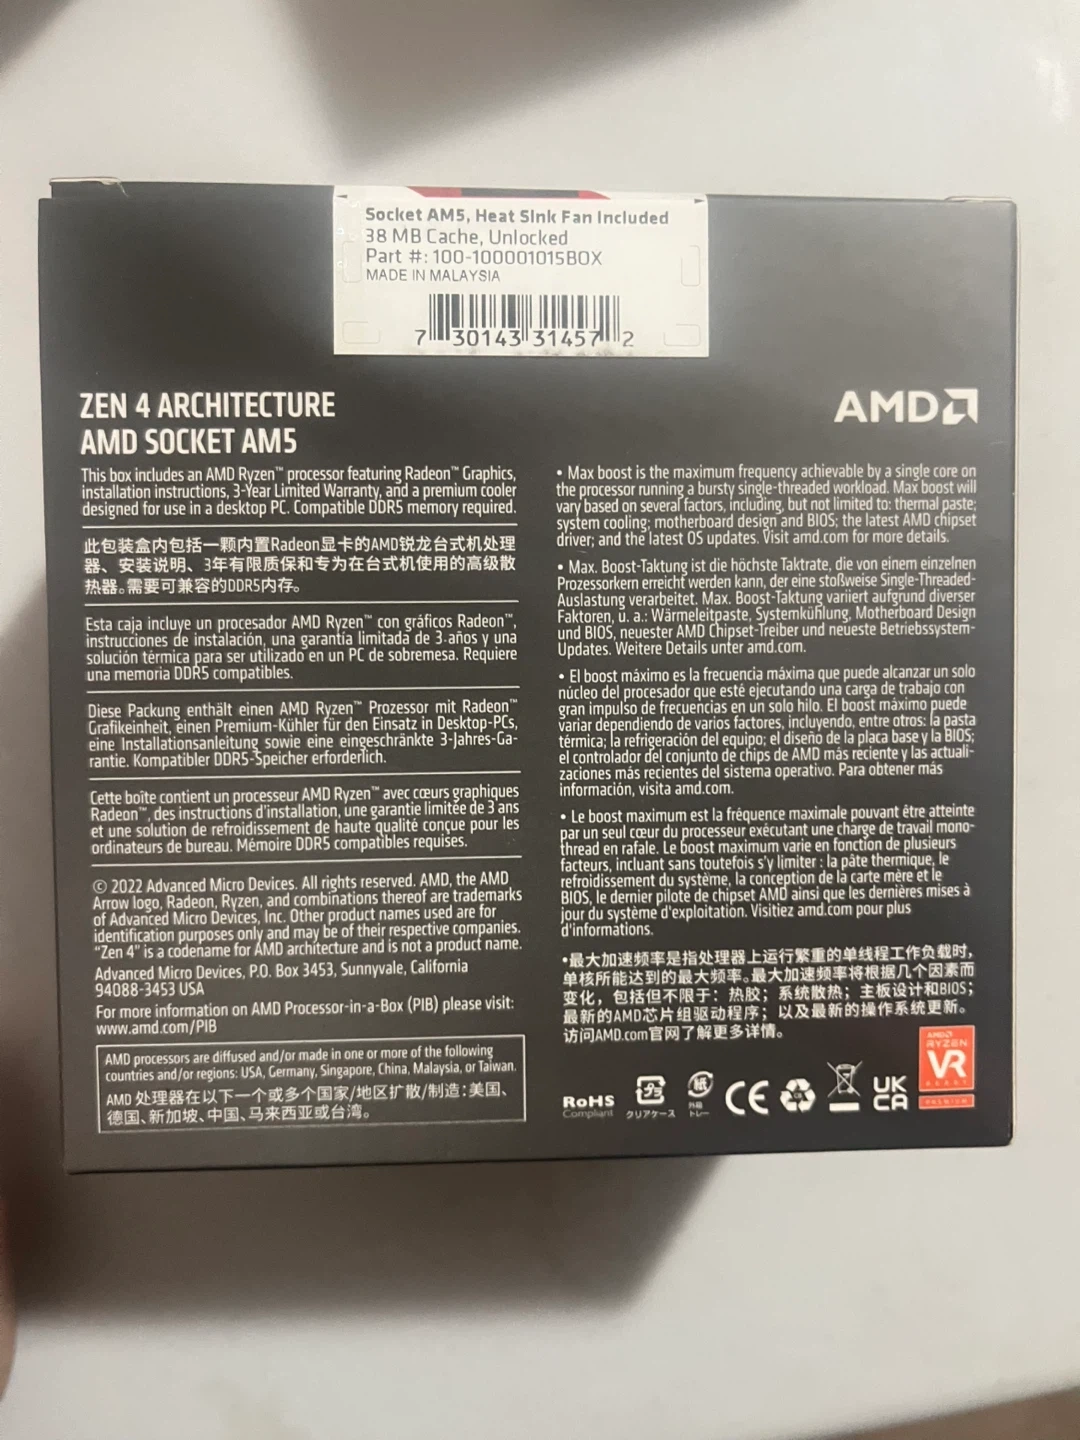 Socket AM5, Heat SInk Fan Included
38 MB Cache, Unlocked
Part #: 100-100001015BOX
MADE IN MALAYSIA
7 30143 31457 2
ZEN 4 ARCHITECTURE
AMD SOCKET AM5
This box includes an AMD Ryzen™ processor featuring Radeon™ Graphics,
installation instructions, 3-Year Limited Warranty, and a premium cooler
designed for use in a desktop PC. Compatible DDR5 memory required.
此包装盒内包括一颗内置Radeon显卡的AMD锐龙台式机处理
器、安装说明、3年有限质保和专为在台式机使用的高级散
热器。需要可兼容的DDR5内存。
Esta caja incluye un procesador AMD Ryzen™ con gráficos Radeon™,
instrucciones de instalación, una garantía limitada de 3-años y una
solución térmica para ser utilizado en un PC de sobremesa. Requiere
una memoria DDR5 compatibles.
Diese Packung enthält einen AMD Ryzen™ Prozessor mit Radeon™
Grafikeinheit, einen Premium-Kühler für den Einsatz in Desktop-PCs,
eine Installationsanleitung sowie eine eingeschränkte 3-Jahres-Ga-
rantie. Kompatibler DDR5-Speicher erforderlich.
Cette boîte contient un processeur AMD Ryzen™ avec cœurs graphiques
Radeon™, des instructions d'installation, une garantie limitée de 3 ans
et une solution de refroidissement de haute qualité conçue pour les
ordinateurs de bureau. Mémoire DDR5 compatibles requises.
© 2022 Advanced Micro Devices. All rights reserved. AMD, the AMD
Arrow logo, Radeon, Ryzen, and combinations thereof are trademarks
of Advanced Micro Devices, Inc. Other product names used are for
identification purposes only and may be of their respective companies.
"Zen 4" is a codename for AMD architecture and is not a product name.
Advanced Micro Devices, P.O. Box 3453, Sunnyvale, California
94088-3453 USA
For more information on AMD Processor-in-a-Box (PIB) please visit:
www.amd.com/PIB
AMD processors are diffused and/or made in one or more of the following
countries and/or regions: USA, Germany, Singapore, China, Malaysia, or Taiwan.
AMD 处理器在以下一个或多个国家/地区扩散/制造：美国、
德国、新加坡、中国、马来西亚或台湾。
AMD
• Max boost is the maximum frequency achievable by a single core on
the processor running a bursty single-threaded workload. Max boost will
vary based on several factors, including, but not limited to: thermal paste;
system cooling; motherboard design and BIOS; the latest AMD chipset
driver; and the latest OS updates. Visit amd.com for more details.
• Max. Boost-Taktung ist die höchste Taktrate, die von einem einzelnen
Prozessorkern erreicht werden kann, der eine stoßweise Single-Threaded-
Auslastung verarbeitet. Max. Boost-Taktung variiert aufgrund diverser
Faktoren, u. a.: Wärmeleitpaste, Systemkühlung, Motherboard Design
und BIOS, neuester AMD Chipset-Treiber und neueste Betriebssystem-
Updates. Weitere Details unter amd.com.
• El boost máximo es la frecuencia máxima que puede alcanzar un solo
núcleo del procesador que esté ejecutando una carga de trabajo con
gran impulso de frecuencias en un solo hilo. El boost máximo puede
variar dependiendo de varios factores, incluyendo, entre otros: la pasta
térmica; la refrigeración del equipo; el diseño de la placa base y la BIOS;
el controlador del conjunto de chips de AMD más reciente y las actuali-
zaciones más recientes del sistema operativo. Para obtener más
información, visita amd.com.
• Le boost maximum est la fréquence maximale pouvant être atteinte
par un seul cœur du processeur exécutant une charge de travail mono-
thread en rafale. Le boost maximum varie en fonction de plusieurs
facteurs, incluant sans toutefois s'y limiter : la pâte thermique, le
refroidissement du système, la conception de la carte mère et le
BIOS, le dernier pilote de chipset AMD ainsi que les dernières mises à
jour du système d'exploitation. Visitiez amd.com pour plus
d'informations.
•最大加速频率是指处理器上运行繁重的单线程工作负载时，
单核所能达到的最大频率。最大加速频率将根据几个因素而
变化，包括但不限于：热胶；系统散热；主板设计和BIOS；
最新的AMD芯片组驱动程序；以及最新的操作系统更新。
访问AMD.com官网了解更多详情。
RoHS
Compliant
プラ
クリアケース
紙
外箱
トレー
CE
UK
CA
AMD
RYZEN
VR
READY
PREMIUM